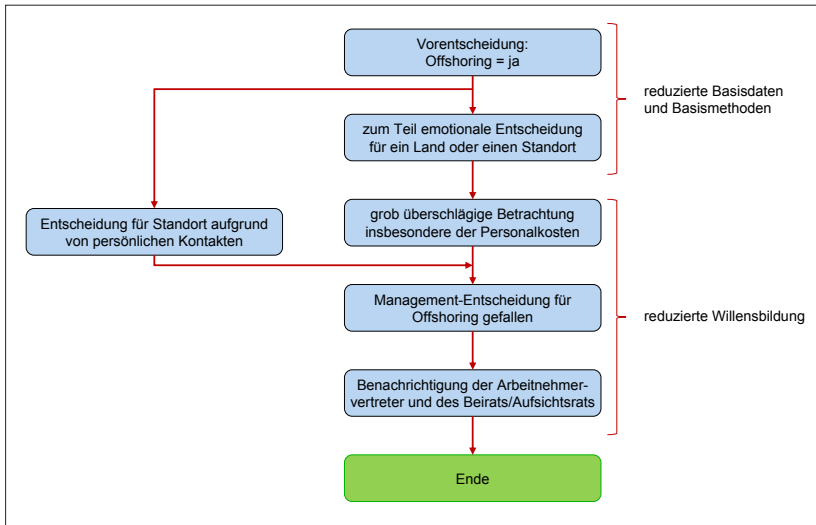 Vorentscheidung:
Offshoring = ja
reduzierte Basisdaten
und Basismethoden
zum Teil emotionale Entscheidung
für ein Land oder einen Standort
Entscheidung für Standort aufgrund
von persönlichen Kontakten
grob überschlägige Betrachtung
insbesondere der Personalkosten
Management-Entscheidung für
Offshoring gefallen
reduzierte Willensbildung
Benachrichtigung der Arbeitnehmer-
vertreter und des Beirats/Aufsichtsrats
Ende